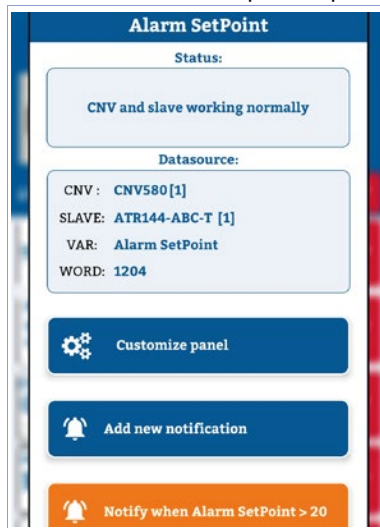 Alarm SetPoint
Status:
CNV and slave working normally
Datasource:
CNV : CNV580 [1]
SLAVE: ATR144-ABC-T [1]
VAR: Alarm SetPoint
WORD: 1204
Customize panel
Add new notification
Notify when Alarm SetPoint > 20